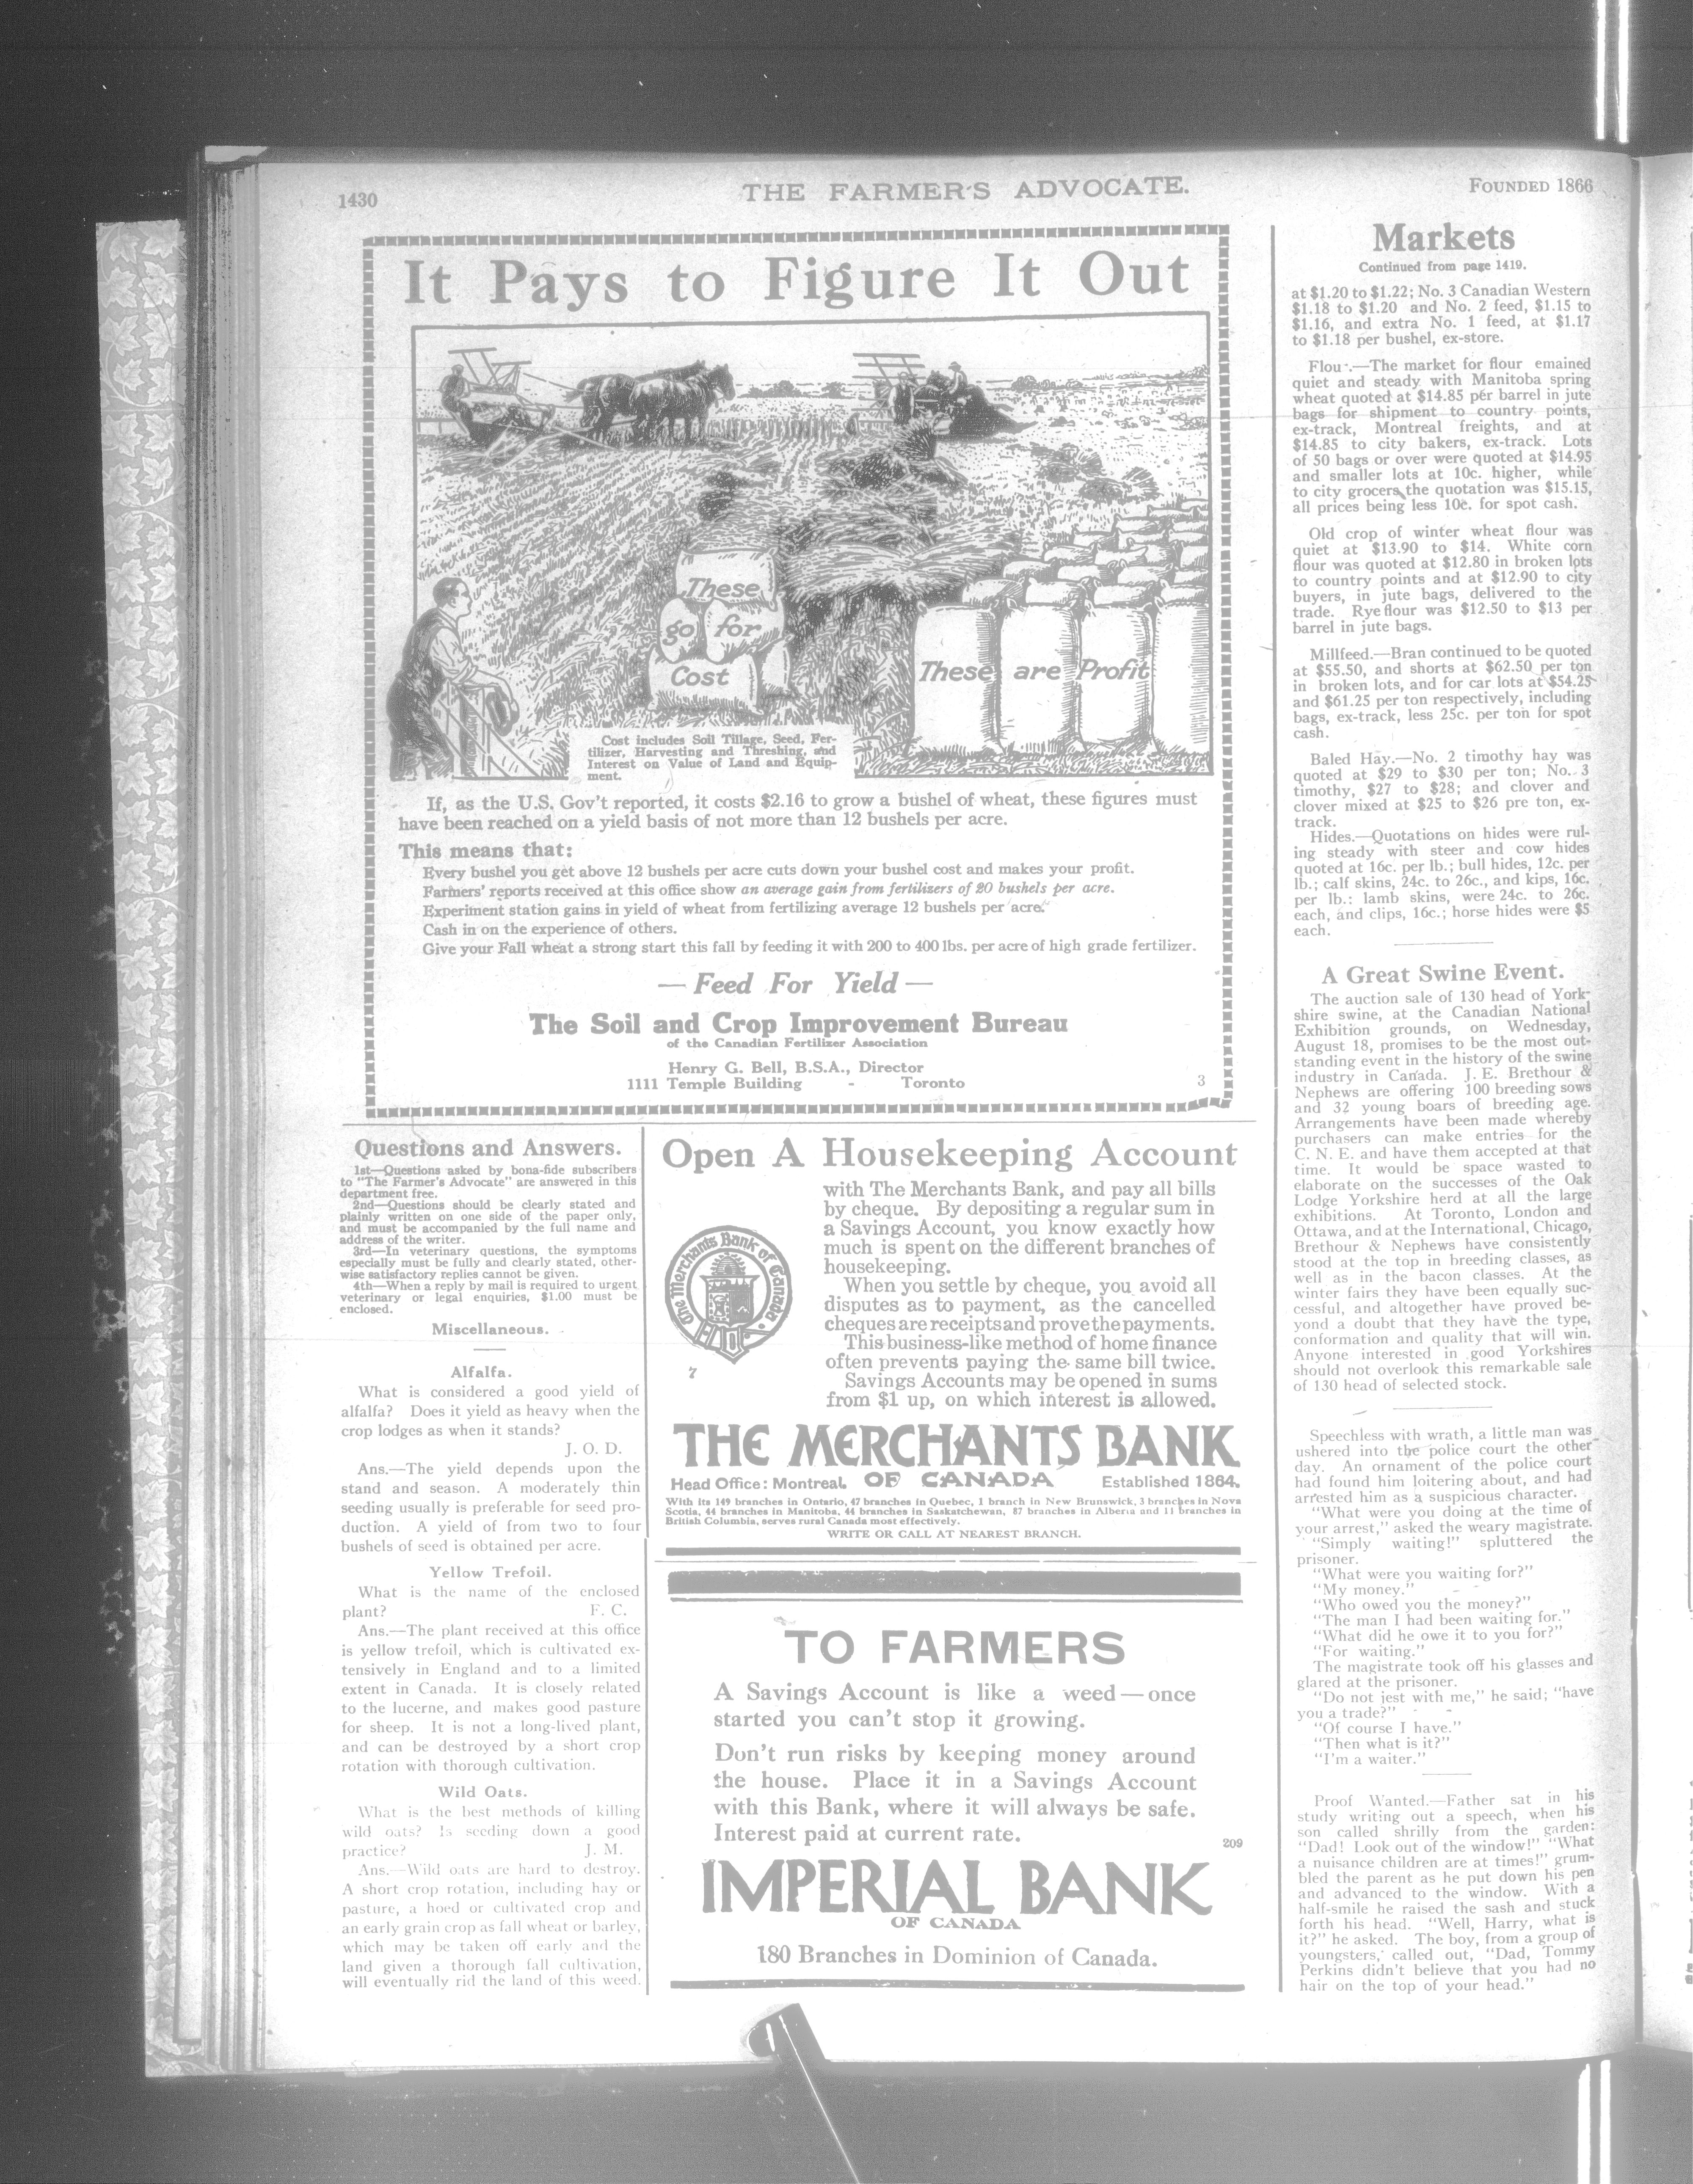 1430
THE FARMER'S ADVOCATE.
FOUNDED 1866
It Pays to Figure It Out
These
go for
Cost
These are Profit
Cost includes Soil Tillage, Seed, Fer-
tilizer, Harvesting and Threshing, and
Interest on Value of Land and Equip-
ment.
If, as the U.S. Gov't reported, it costs $2.16 to grow a bushel of wheat, these figures must
have been reached on a yield basis of not more than 12 bushels per acre.
This means that:
Every bushel you get above 12 bushels per acre cuts down your bushel cost and makes your profit.
Farmers' reports received at this office show an average gain from fertilizers of 20 bushels per acre.
Experiment station gains in yield of wheat from fertilizing average 12 bushels per acre.
Cash in on the experience of others.
Give your Fall wheat a strong start this fall by feeding it with 200 to 400 lbs. per acre of high grade fertilizer.
— Feed For Yield —
The Soil and Crop Improvement Bureau
of the Canadian Fertilizer Association
Henry G. Bell, B.S.A., Director
1111 Temple Building - Toronto
3
Questions and Answers.
1st—Questions asked by bona-fide subscribers
to "The Farmer's Advocate" are answered in this
department free.
2nd—Questions should be clearly stated and
plainly written on one side of the paper only,
and must be accompanied by the full name and
address of the writer.
3rd—In veterinary questions, the symptoms
especially must be fully and clearly stated, other-
wise satisfactory replies cannot be given.
4th—When a reply by mail is required to urgent
veterinary or legal enquiries, $1.00 must be
enclosed.
Miscellaneous.
Alfalfa.
What is considered a good yield of
alfalfa? Does it yield as heavy when the
crop lodges as when it stands?
J. O. D.
Ans.—The yield depends upon the
stand and season. A moderately thin
seeding usually is preferable for seed pro-
duction. A yield of from two to four
bushels of seed is obtained per acre.
Yellow Trefoil.
What is the name of the enclosed
plant? F. C.
Ans.—The plant received at this office
is yellow trefoil, which is cultivated ex-
tensively in England and to a limited
extent in Canada. It is closely related
to the lucerne, and makes good pasture
for sheep. It is not a long-lived plant,
and can be destroyed by a short crop
rotation with thorough cultivation.
Wild Oats.
What is the best methods of killing
wild oats? Is seeding down a good
practice? J. M.
Ans.—Wild oats are hard to destroy.
A short crop rotation, including hay or
pasture, a hoed or cultivated crop and
an early grain crop as fall wheat or barley,
which may be taken off early and the
land given a thorough fall cultivation,
will eventually rid the land of this weed.
Open A Housekeeping Account
with The Merchants Bank, and pay all bills
by cheque. By depositing a regular sum in
a Savings Account, you know exactly how
much is spent on the different branches of
housekeeping.
When you settle by cheque, you avoid all
disputes as to payment, as the cancelled
cheques are receipts and prove the payments.
This business-like method of home finance
often prevents paying the same bill twice.
Savings Accounts may be opened in sums
from $1 up, on which interest is allowed.
The Merchants Bank of Canada
7
THE MERCHANTS BANK
Head Office: Montreal. OF CANADA Established 1864.
With its 149 branches in Ontario, 47 branches in Quebec, 1 branch in New Brunswick, 3 branches in Nova
Scotia, 44 branches in Manitoba, 44 branches in Saskatchewan, 87 branches in Alberta and 11 branches in
British Columbia, serves rural Canada most effectively.
WRITE OR CALL AT NEAREST BRANCH.
TO FARMERS
A Savings Account is like a weed—once
started you can't stop it growing.
Don't run risks by keeping money around
the house. Place it in a Savings Account
with this Bank, where it will always be safe.
Interest paid at current rate.
209
IMPERIAL BANK
OF CANADA
180 Branches in Dominion of Canada.
Markets
Continued from page 1419.
at $1.20 to $1.22; No. 3 Canadian Western
$1.18 to $1.20 and No. 2 feed, $1.15 to
$1.16, and extra No. 1 feed, at $1.17
to $1.18 per bushel, ex-store.
Flou.—The market for flour emained
quiet and steady with Manitoba spring
wheat quoted at $14.85 per barrel in jute
bags for shipment to country points,
ex-track, Montreal freights, and at
$14.85 to city bakers, ex-track. Lots
of 50 bags or over were quoted at $14.95
and smaller lots at 10c. higher, while
to city grocers the quotation was $15.15,
all prices being less 10c. for spot cash.
Old crop of winter wheat flour was
quiet at $13.90 to $14. White corn
flour was quoted at $12.80 in broken lots
to country points and at $12.90 to city
buyers, in jute bags, delivered to the
trade. Rye flour was $12.50 to $13 per
barrel in jute bags.
Millfeed.—Bran continued to be quoted
at $55.50, and shorts at $62.50 per ton
in broken lots, and for car lots at $54.25
and $61.25 per ton respectively, including
bags, ex-track, less 25c. per ton for spot
cash.
Baled Hay.—No. 2 timothy hay was
quoted at $29 to $30 per ton; No. 3
timothy, $27 to $28; and clover and
clover mixed at $25 to $26 pre ton, ex-
track.
Hides.—Quotations on hides were rul-
ing steady with steer and cow hides
quoted at 16c. per lb.; bull hides, 12c. per
lb.; calf skins, 24c. to 26c., and kips, 16c.
per lb.: lamb skins, were 24c. to 26c.
each, and clips, 16c.; horse hides were $5
each.
A Great Swine Event.
The auction sale of 130 head of York-
shire swine, at the Canadian National
Exhibition grounds, on Wednesday,
August 18, promises to be the most out-
standing event in the history of the swine
industry in Canada. J. E. Brethour &
Nephews are offering 100 breeding sows
and 32 young boars of breeding age.
Arrangements have been made whereby
purchasers can make entries for the
C. N. E. and have them accepted at that
time. It would be space wasted to
elaborate on the successes of the Oak
Lodge Yorkshire herd at all the large
exhibitions. At Toronto, London and
Ottawa, and at the International, Chicago,
Brethour & Nephews have consistently
stood at the top in breeding classes, as
well as in the bacon classes. At the
winter fairs they have been equally suc-
cessful, and altogether have proved be-
yond a doubt that they have the type,
conformation and quality that will win.
Anyone interested in good Yorkshires
should not overlook this remarkable sale
of 130 head of selected stock.
Speechless with wrath, a little man was
ushered into the police court the other
day. An ornament of the police court
had found him loitering about, and had
arrested him as a suspicious character.
"What were you doing at the time of
your arrest," asked the weary magistrate.
"Simply waiting!" spluttered the
prisoner.
"What were you waiting for?"
"My money."
"Who owed you the money?"
"The man I had been waiting for."
"What did he owe it to you for?"
"For waiting."
The magistrate took off his glasses and
glared at the prisoner.
"Do not jest with me," he said; "have
you a trade?"
"Of course I have."
"Then what is it?"
"I'm a waiter."
Proof Wanted.—Father sat in his
study writing out a speech, when his
son called shrilly from the garden:
"Dad! Look out of the window!" "What
a nuisance children are at times!" grum-
bled the parent as he put down his pen
and advanced to the window. With a
half-smile he raised the sash and stuck
forth his head. "Well, Harry, what is
it?" he asked. The boy, from a group of
youngsters, called out, "Dad, Tommy
Perkins didn't believe that you had no
hair on the top of your head."